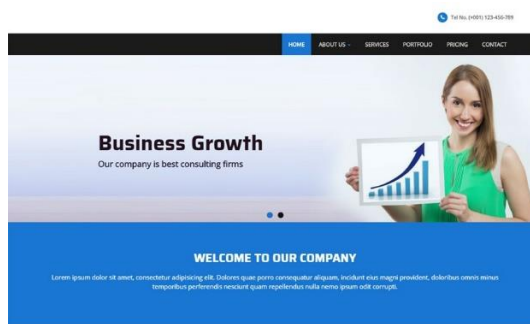 Tel No. (+001) 123-456-789
HOME ABOUT US SERVICES PORTFOLIO PRICING CONTACT
Business Growth
Our company is best consulting firms
WELCOME TO OUR COMPANY
Lorem ipsum dolor sit amet, consectetur adipisicing elit. Dolores quae porro consequatur aliquam, incidunt eius magni provident, doloribus omnis minus
temporibus perferendis nesciunt quam repellendus nulla nemo ipsum odit corrupti.